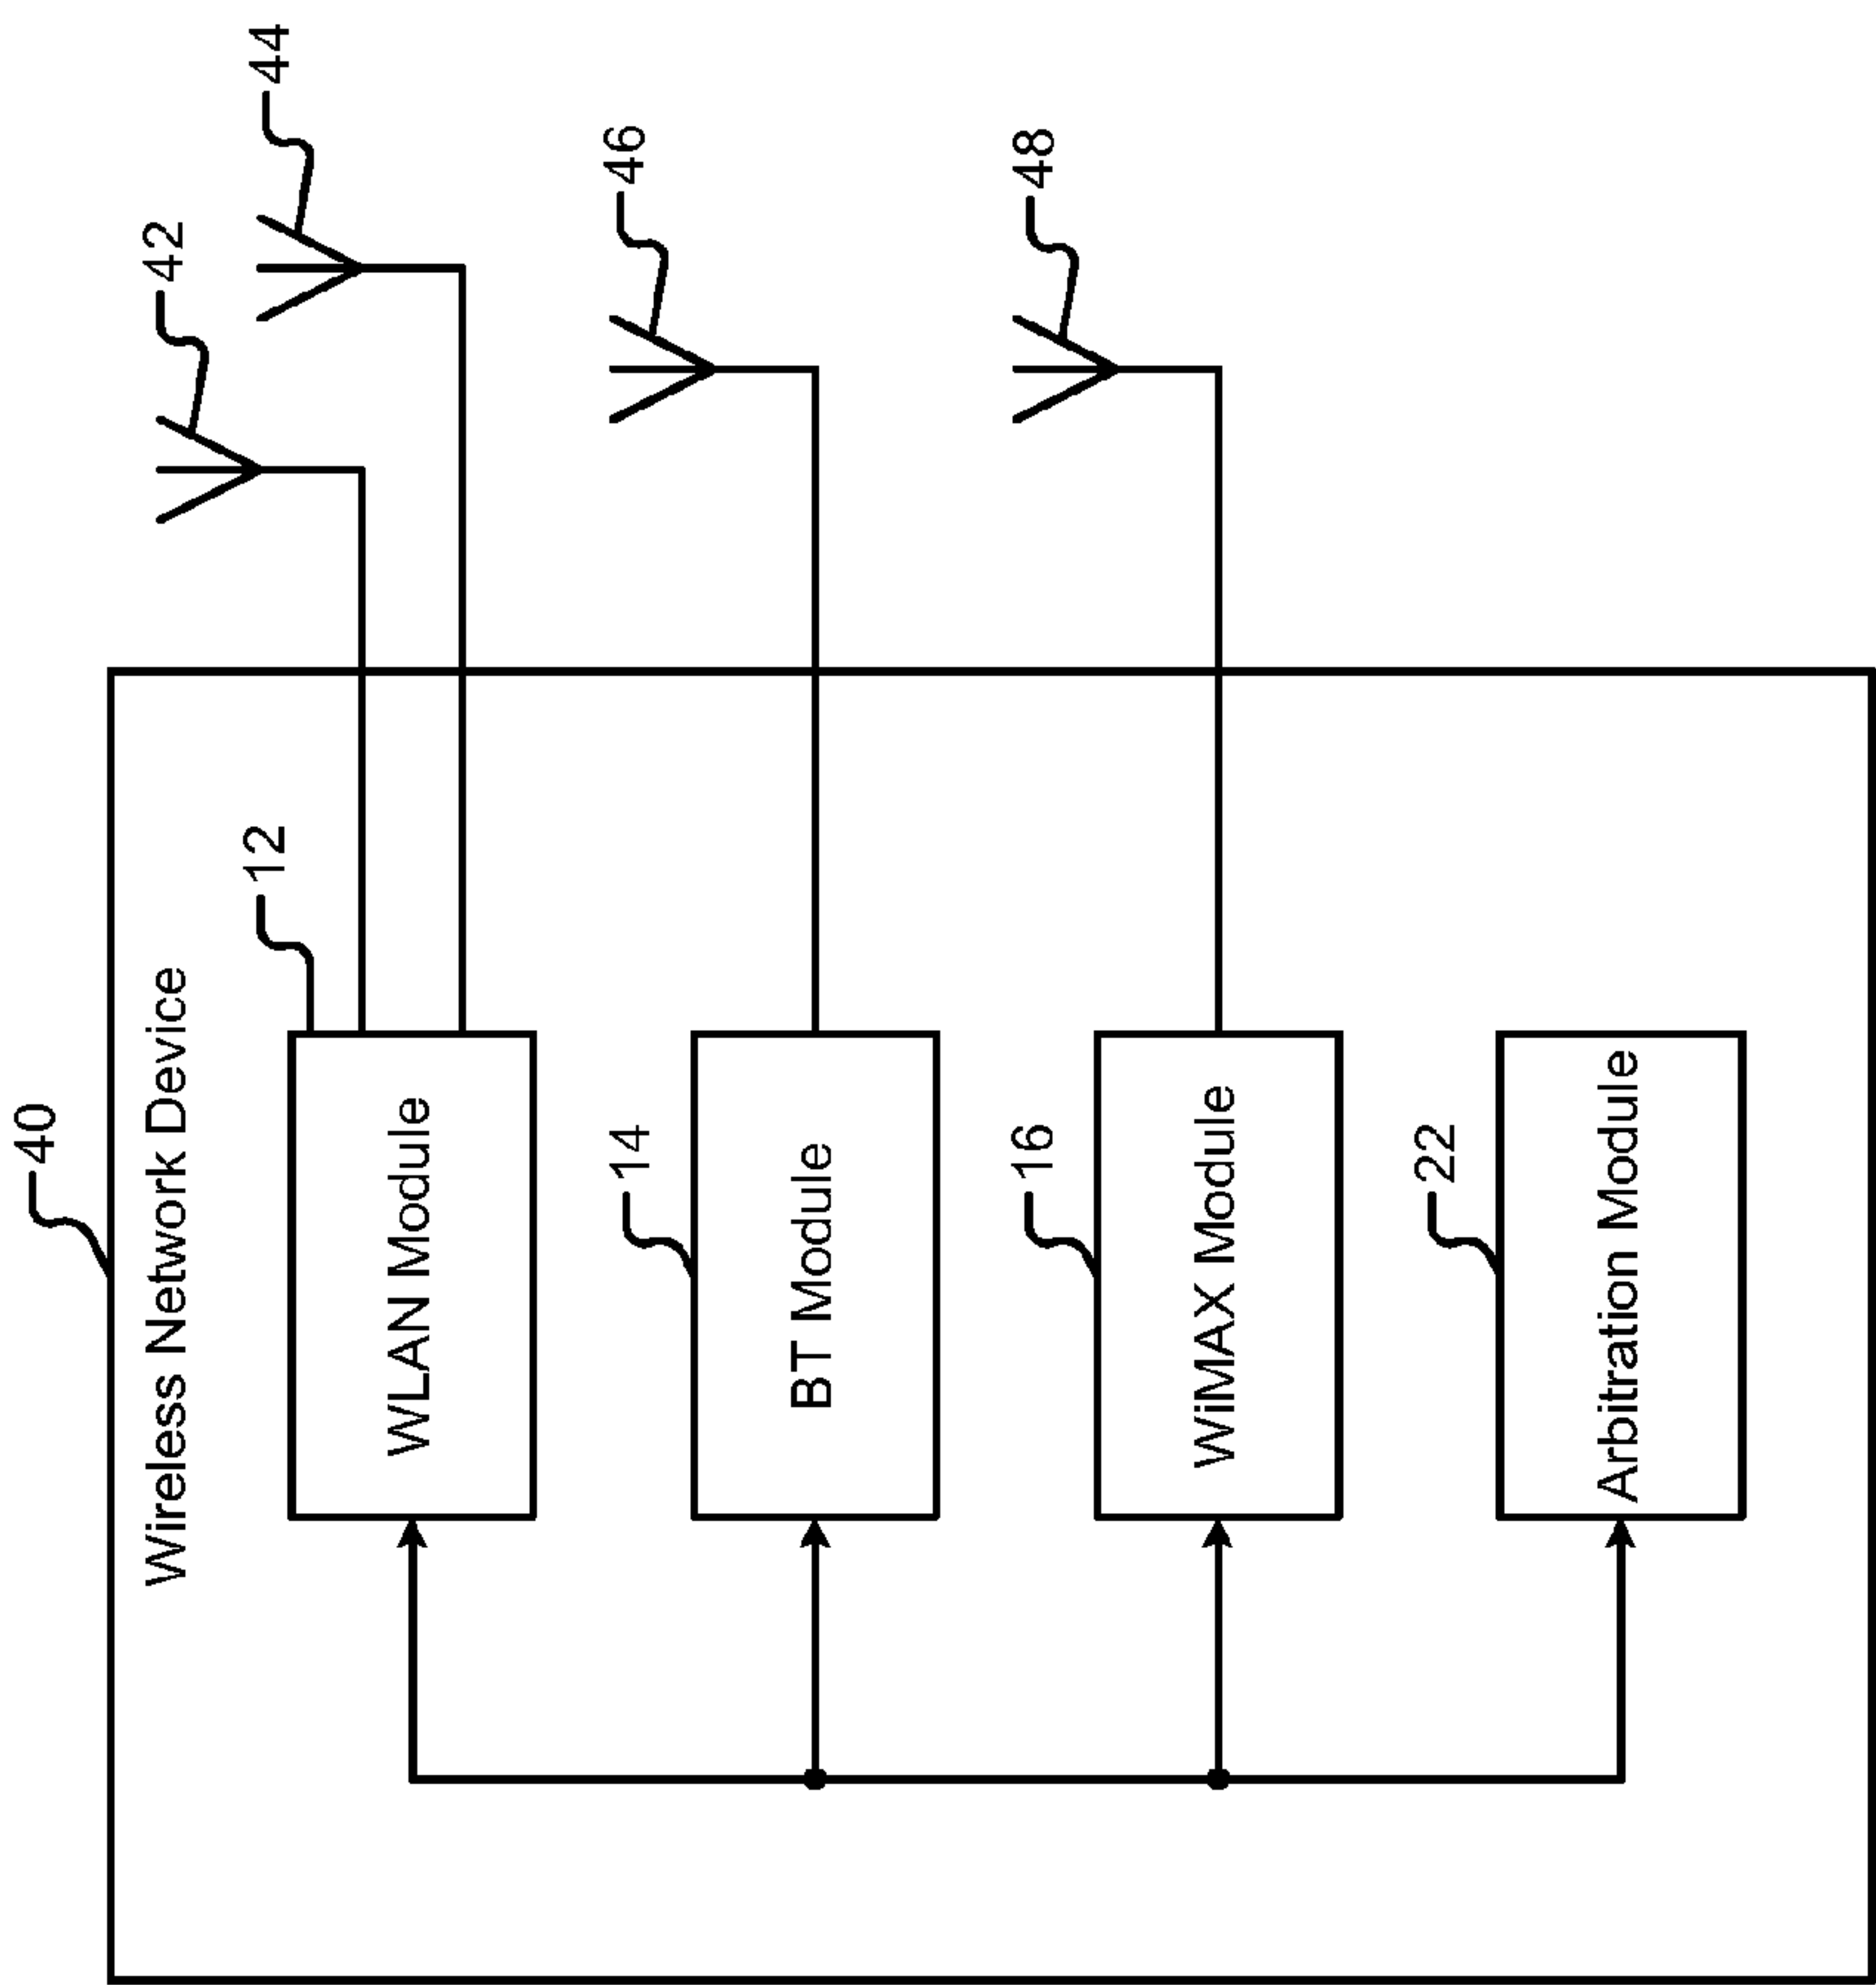 40
Wireless Network Device
42
44
12
WLAN Module
46
14
BT Module
48
16
WiMAX Module
22
Arbitration Module